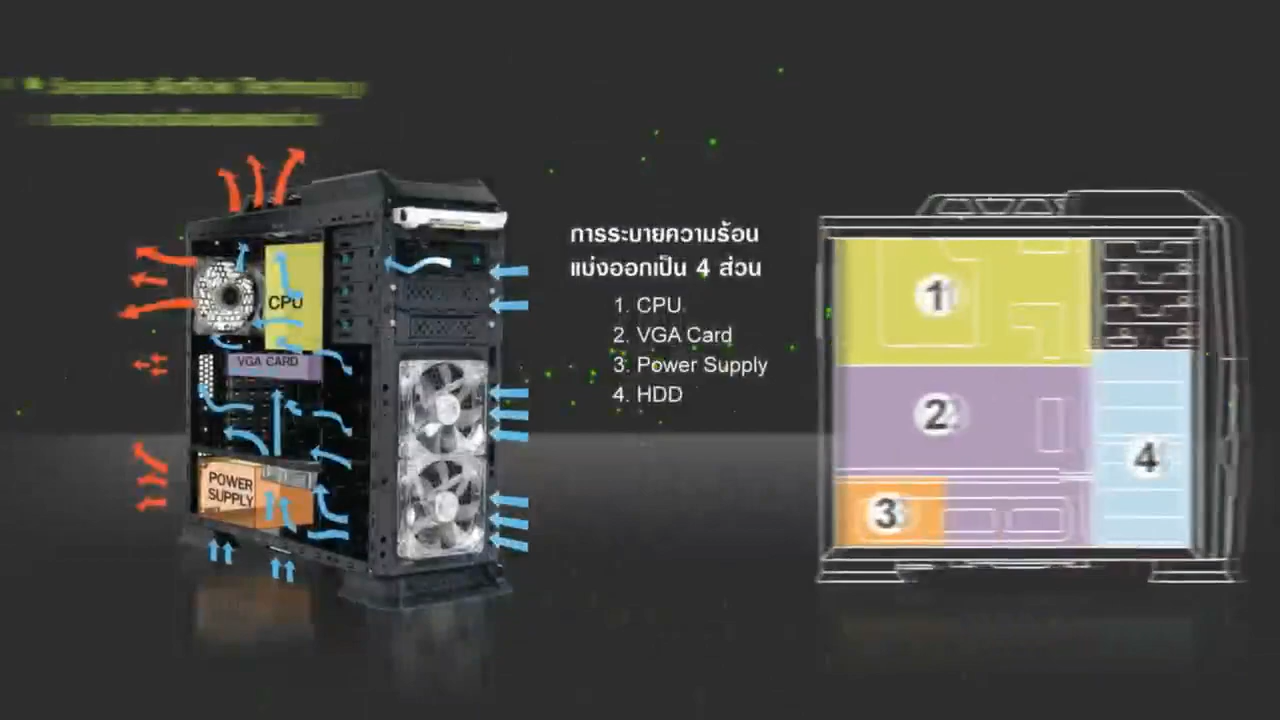 การระบายความร้อน
แบ่งออกเป็น 4 ส่วน
1. CPU
2. VGA Card
3. Power Supply
4. HDD
CPU
VGA CARD
POWER
SUPPLY
1
2
3
4